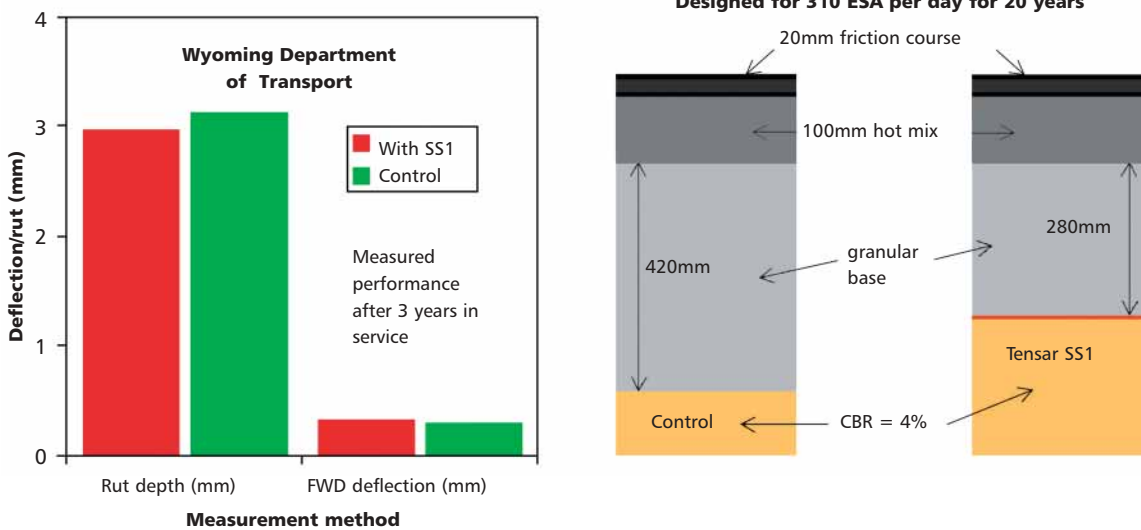 4
3
2
1
0
Deflection/rut (mm)
Wyoming Department
of Transport
With SS1
Control
Measured
performance
after 3 years in
service
Rut depth (mm)
FWD deflection (mm)
Measurement method
Designed for 310 ESA per day for 20 years
20mm friction course
100mm hot mix
420mm
granular
base
280mm
Tensar SS1
Control
CBR = 4%